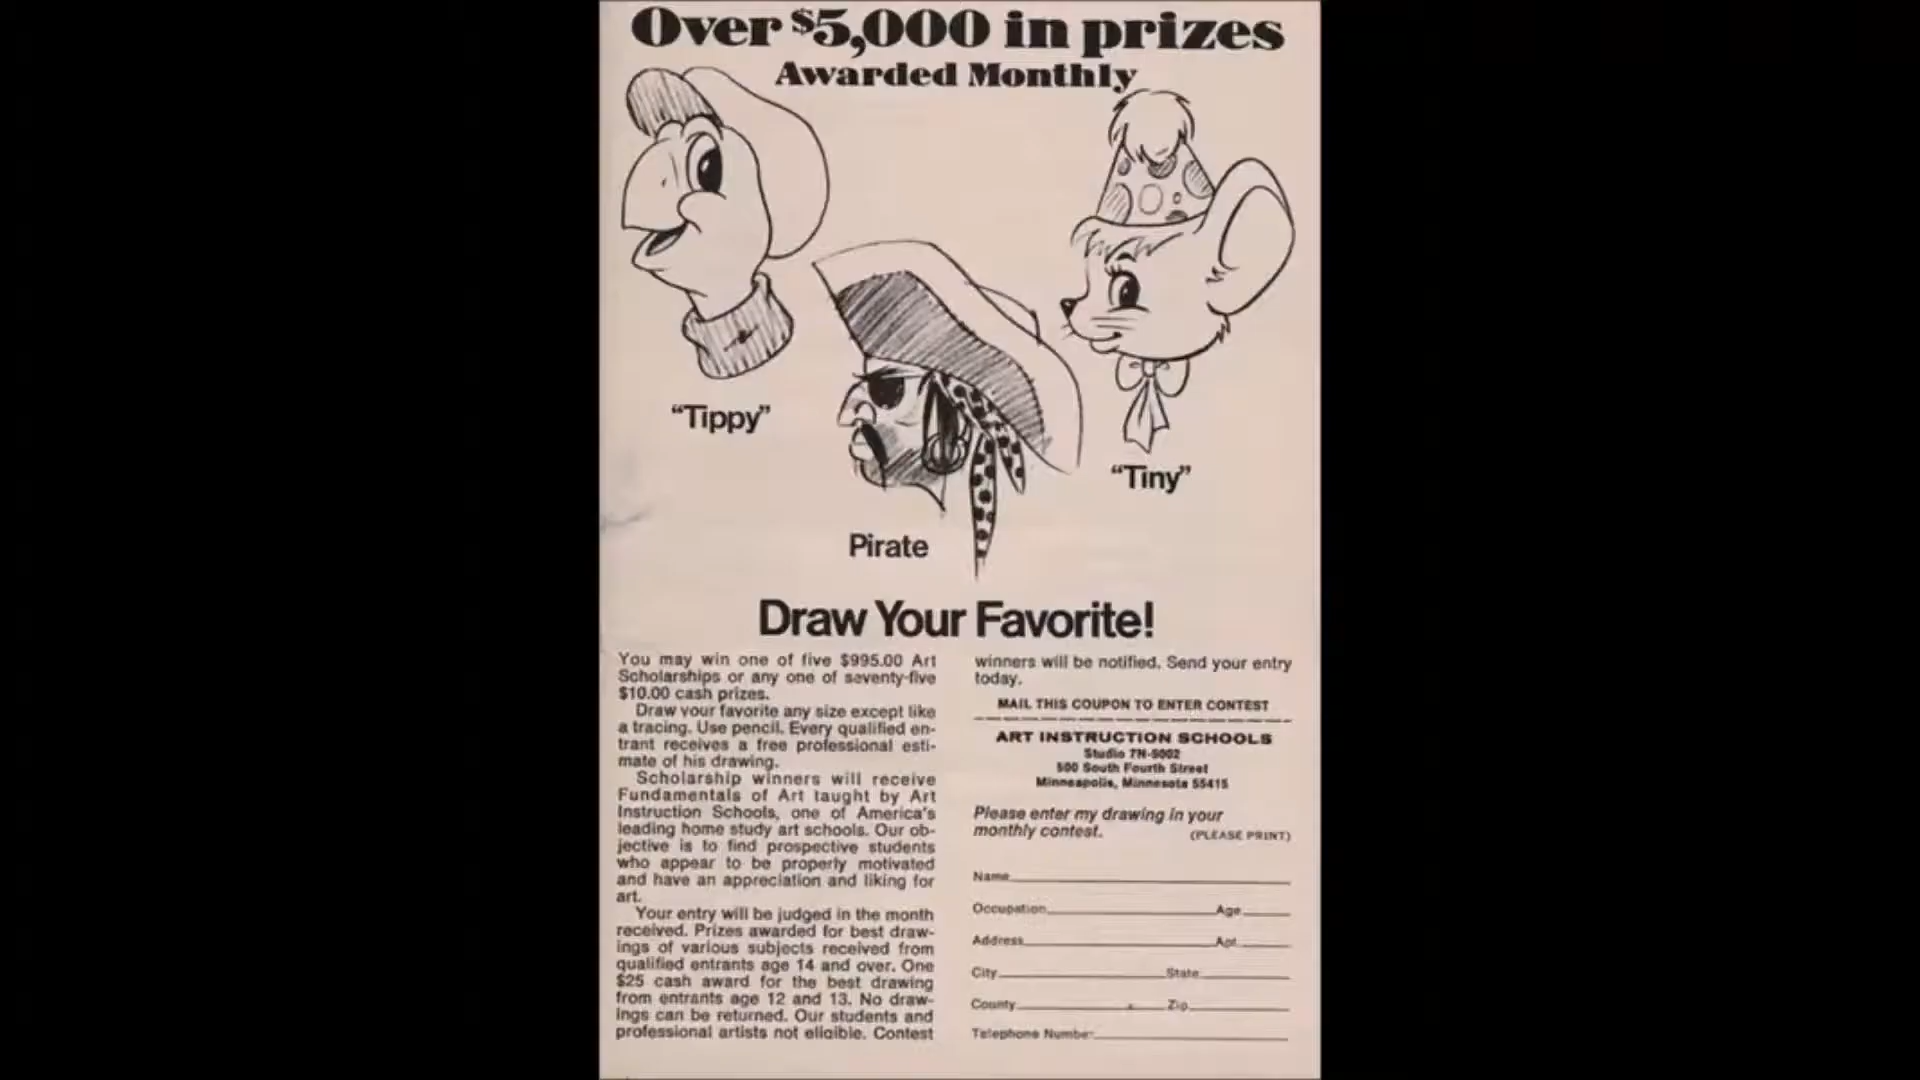 Over $5,000 in prizes
Awarded Monthly
“Tippy”
Pirate
“Tiny”
Draw Your Favorite!
You may win one of five $995.00 Art
Scholarships or any one of seventy-five
$10.00 cash prizes.
Draw your favorite any size except like
a tracing. Use pencil. Every qualified en-
trant receives a free professional esti-
mate of his drawing.
Scholarship winners will receive
Fundamentals of Art taught by Art
Instruction Schools, one of America's
leading home study art schools. Our ob-
jective is to find prospective students
who appear to be properly motivated
and have an appreciation and liking for
art.
Your entry will be judged in the month
received. Prizes awarded for best draw-
ings of various subjects received from
qualified entrants age 14 and over. One
$25 cash award for the best drawing
from entrants age 12 and 13. No draw-
ings can be returned. Our students and
professional artists not eligible. Contest
winners will be notified. Send your entry
today.
MAIL THIS COUPON TO ENTER CONTEST
ART INSTRUCTION SCHOOLS
Studio 7N-5002
500 South Fourth Street
Minneapolis, Minnesota 55415
Please enter my drawing in your
monthly contest. (PLEASE PRINT)
Name
Occupation Age
Address Apt
City State
County Zip
Telephone Number